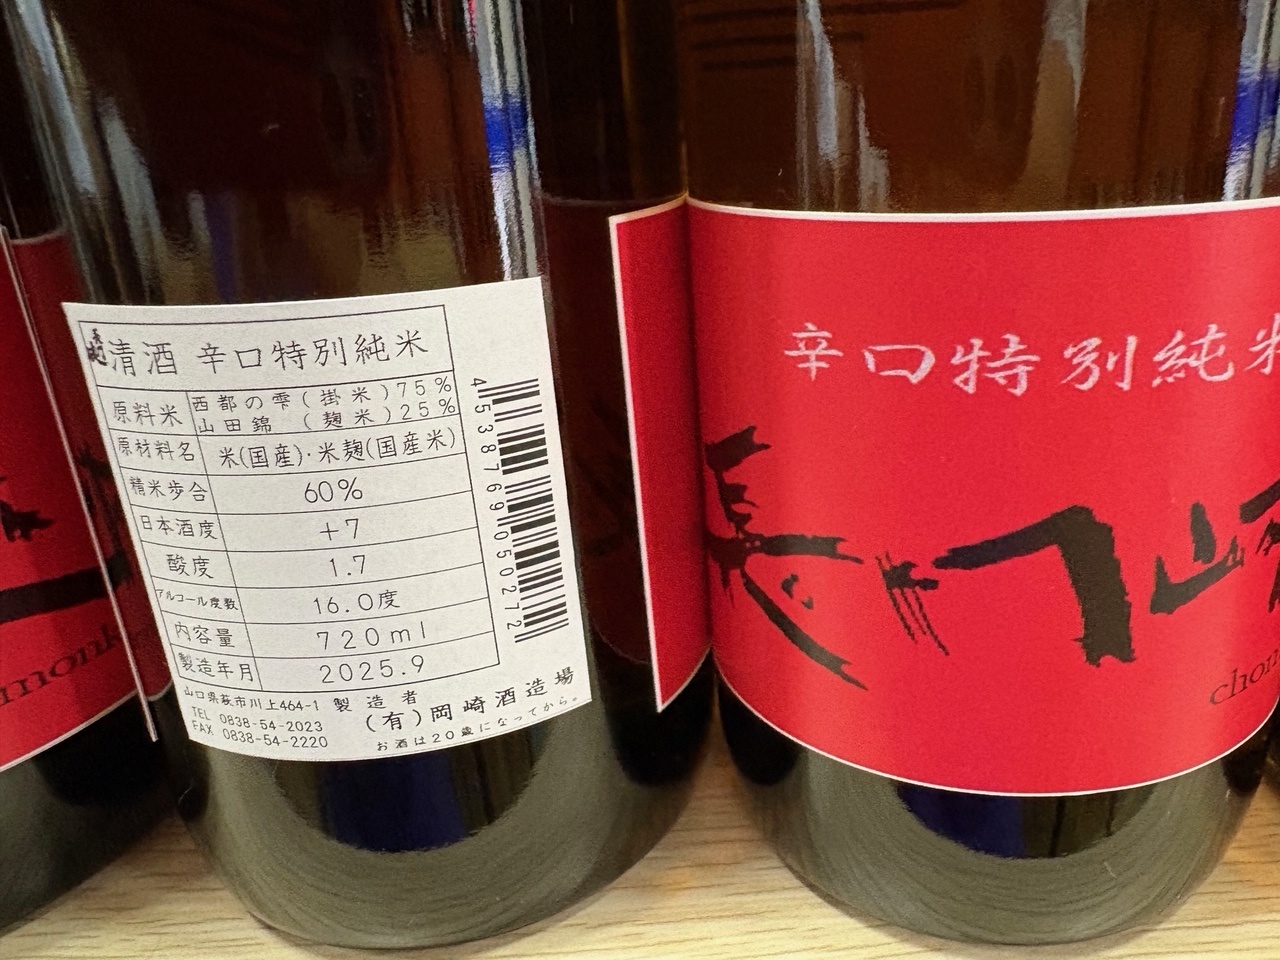 清酒 辛口特別純米
原料米 西都の雫(掛米)75%
山田錦 (麹米)25%
原材料名 米(国産)・米麹(国産米)
精米歩合 60%
日本酒度 +7
酸度 1.7
アルコール度数 16.0度
内容量 720ml
製造年月 2025.9
山口県萩市川上464-1 製造者
TEL 0838-54-2023 (有)岡崎酒造場
FAX 0838-54-2220
お酒は20歳になってから。
4538769050272
辛口特別純米
長門山
chom